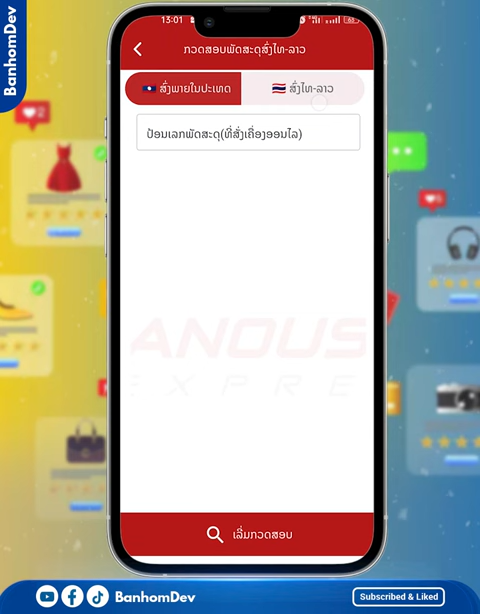 BanhomDev
13:01
ກວດສອບພັດສະດຸສົ່ງໄທ-ລາວ
ສົ່ງພາຍໃນປະເທດ
ສົ່ງໄທ-ລາວ
ປ້ອນເລກພັດສະດຸ(ທີ່ສັ່ງເຄື່ອງອອນໄລ)
ANOUS
EXPRE
ເລີ່ມກວດສອບ
BanhomDev
Subscribed & Liked